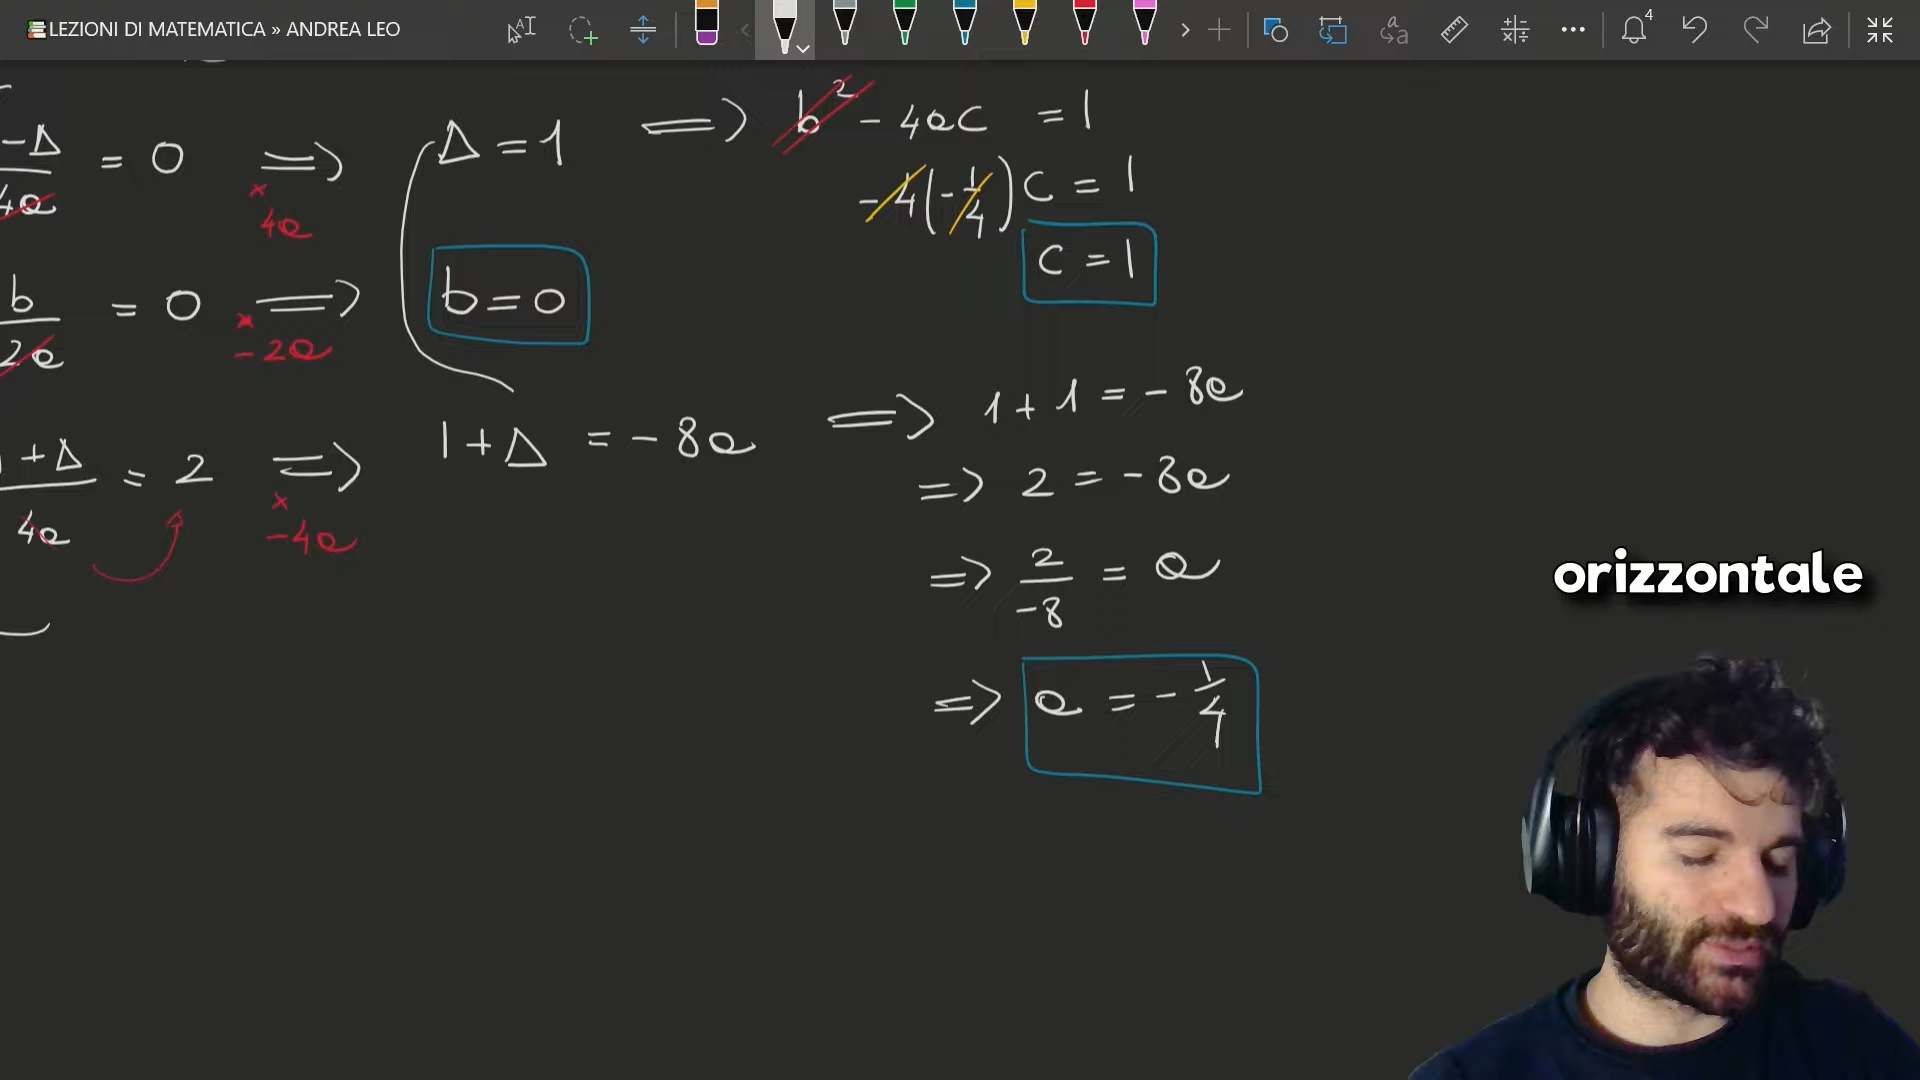 LEZIONI DI MATEMATICA » ANDREA LEO
4
-Δ/4a = 0 => Δ = 1 => b² - 4ac = 1
× 4a
-4(-1/4)c = 1
c = 1
b/2a = 0 => b = 0
× -2a
1 + 1 = -8a
+Δ/4a = 2 => 1 + Δ = -8a =>
× -4a
=> 2 = -8a
=> 2/-8 = a
orizzontale
=> a = -1/4